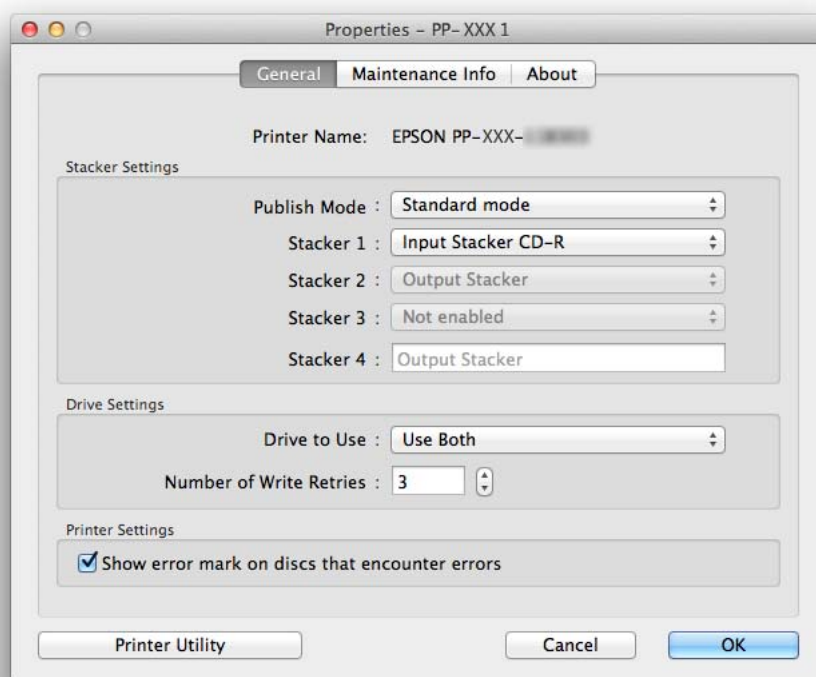 Properties – PP-XXX 1
General Maintenance Info About
Printer Name: EPSON PP-XXX-
Stacker Settings
Publish Mode : Standard mode
Stacker 1 : Input Stacker CD-R
Stacker 2 : Output Stacker
Stacker 3 : Not enabled
Stacker 4 : Output Stacker
Drive Settings
Drive to Use : Use Both
Number of Write Retries : 3
Printer Settings
Show error mark on discs that encounter errors
Printer Utility Cancel OK